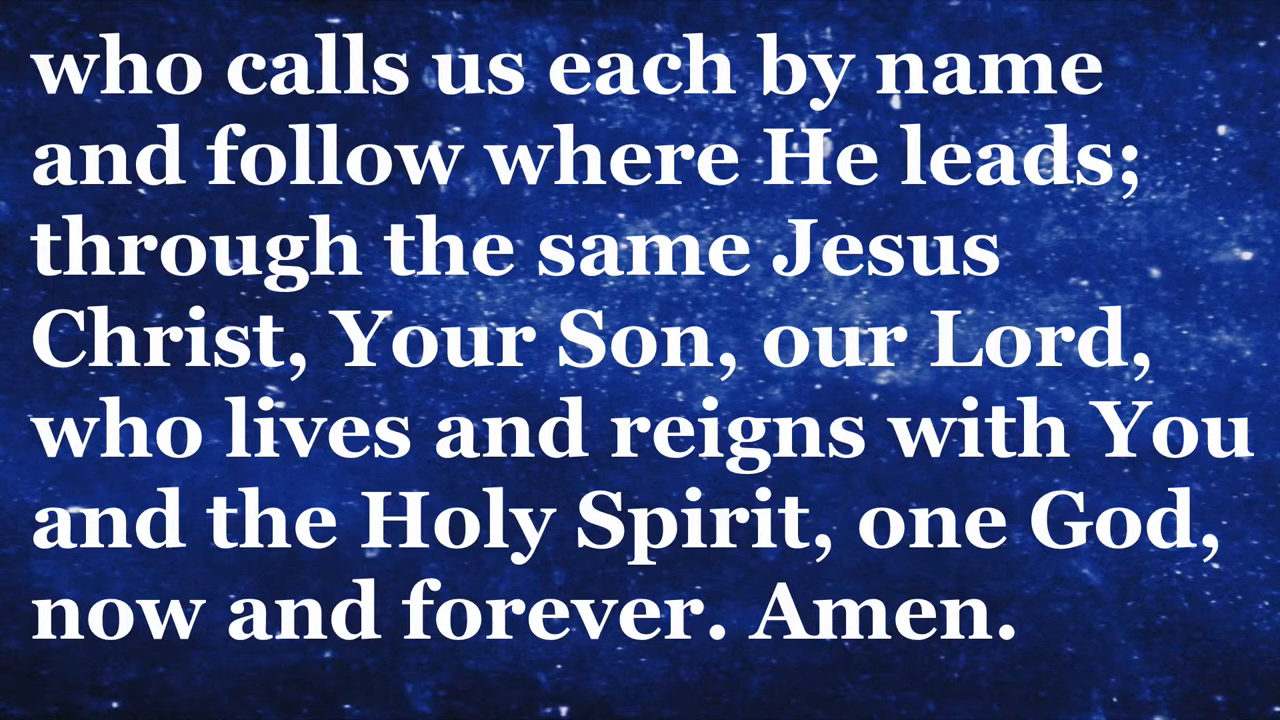 who calls us each by name
and follow where He leads;
through the same Jesus
Christ, Your Son, our Lord,
who lives and reigns with You
and the Holy Spirit, one God,
now and forever. Amen.